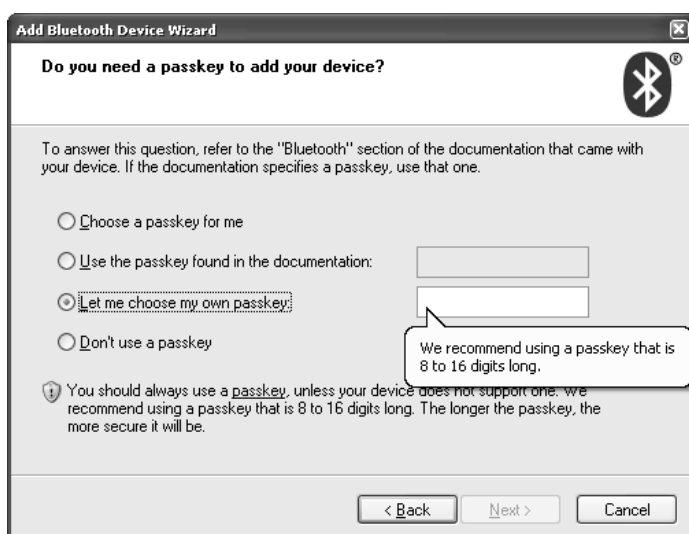 Add Bluetooth Device Wizard
Do you need a passkey to add your device?
®
To answer this question, refer to the "Bluetooth" section of the documentation that came with
your device. If the documentation specifies a passkey, use that one.
Choose a passkey for me
Use the passkey found in the documentation:
Let me choose my own passkey:
Don't use a passkey
We recommend using a passkey that is
8 to 16 digits long.
You should always use a passkey, unless your device does not support one. We
recommend using a passkey that is 8 to 16 digits long. The longer the passkey, the
more secure it will be.
< Back Next > Cancel